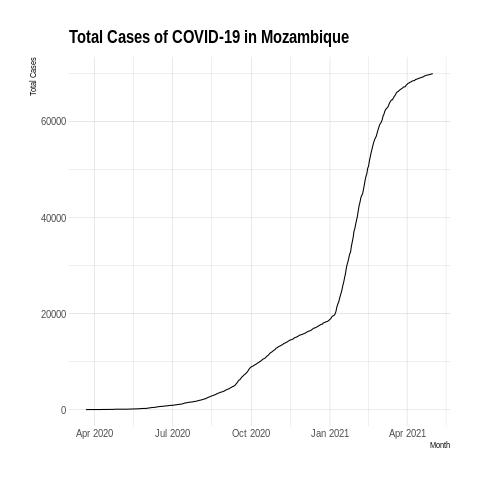 Total Cases of COVID-19 in Mozambique
Total Cases
60000
40000
20000
0
Apr 2020 Jul 2020 Oct 2020 Jan 2021 Apr 2021
Month